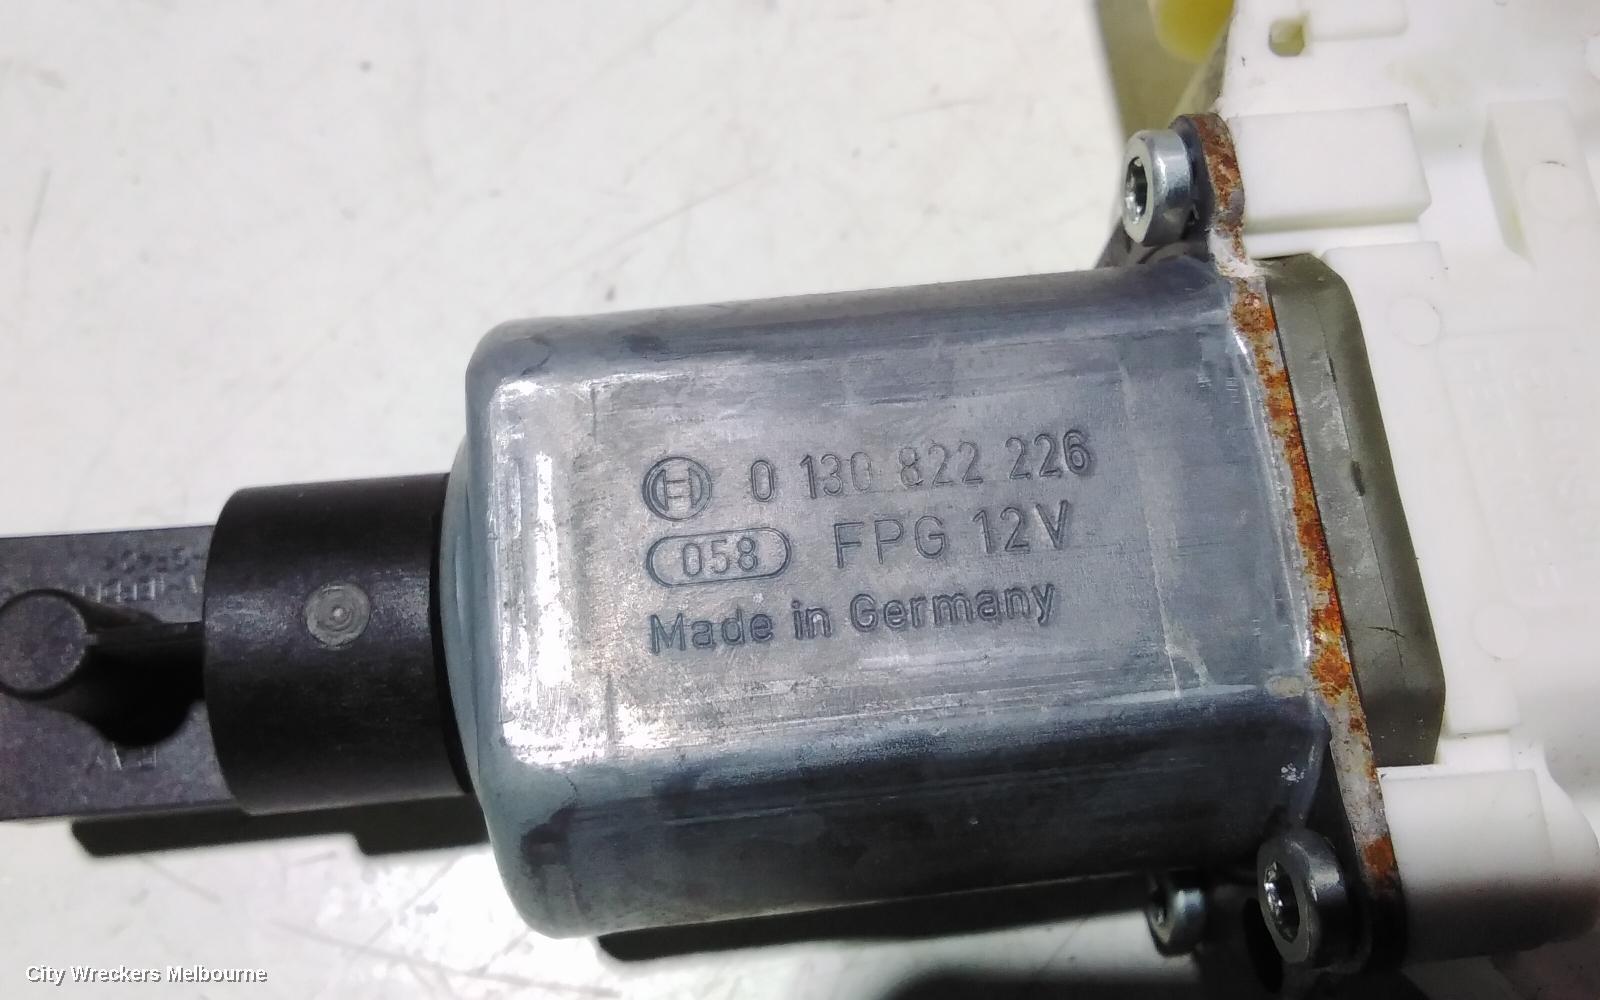 0 130 822 226
058 FPG 12V
Made in Germany
City Wreckers Melbourne